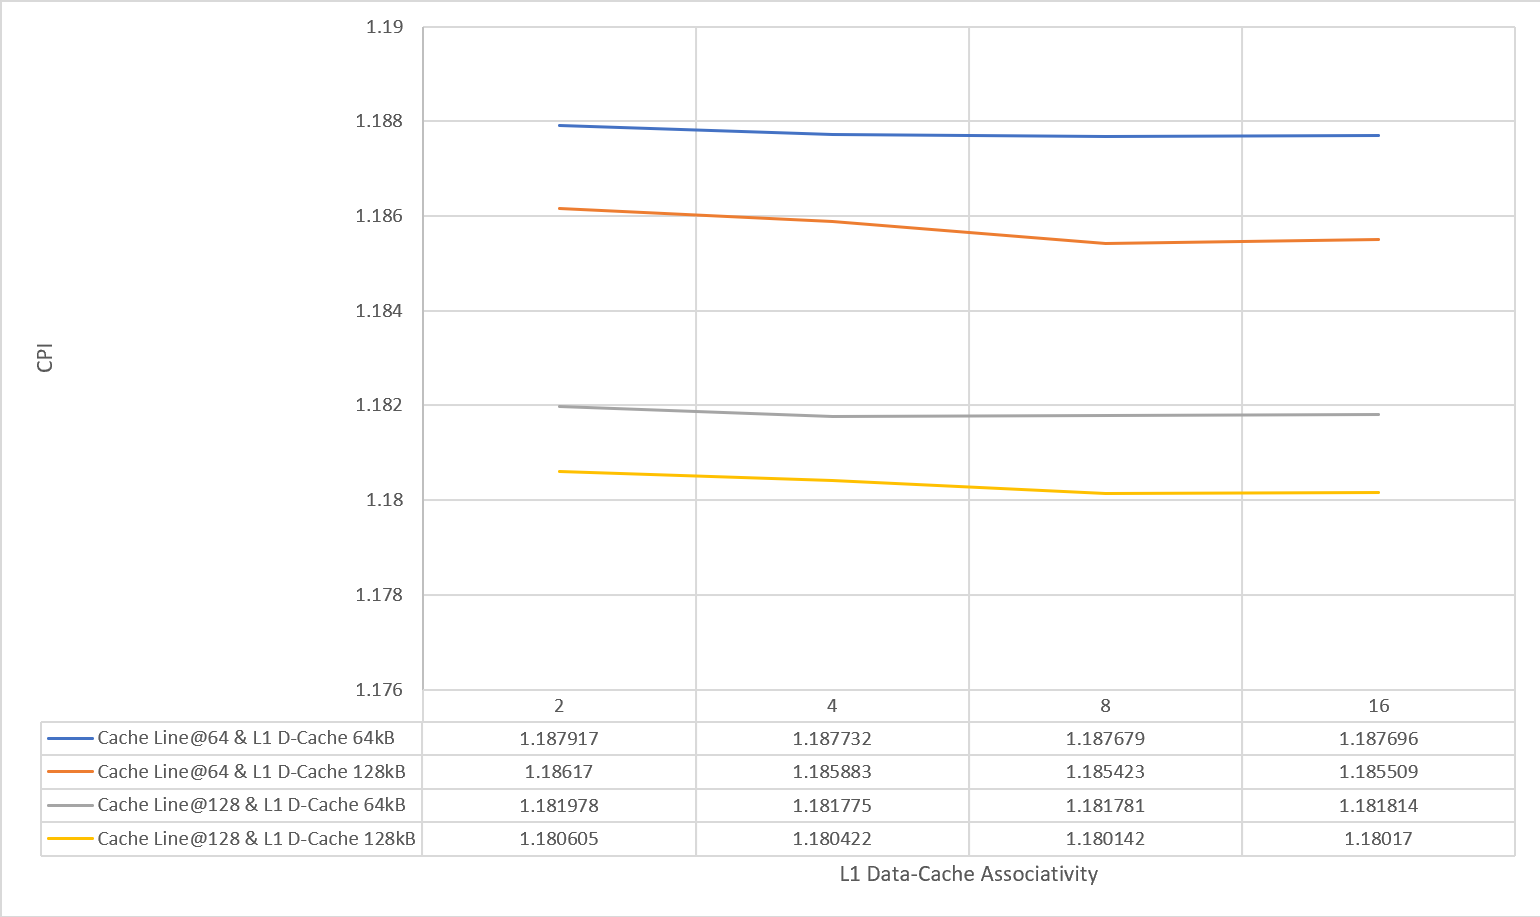 1.19
1.188
1.186
1.184
CPI
1.182
1.18
1.178
1.176
2 4 8 16
Cache Line@64 & L1 D-Cache 64kB 1.187917 1.187732 1.187679 1.187696
Cache Line@64 & L1 D-Cache 128kB 1.18617 1.185883 1.185423 1.185509
Cache Line@128 & L1 D-Cache 64kB 1.181978 1.181775 1.181781 1.181814
Cache Line@128 & L1 D-Cache 128kB 1.180605 1.180422 1.180142 1.18017
L1 Data-Cache Associativity